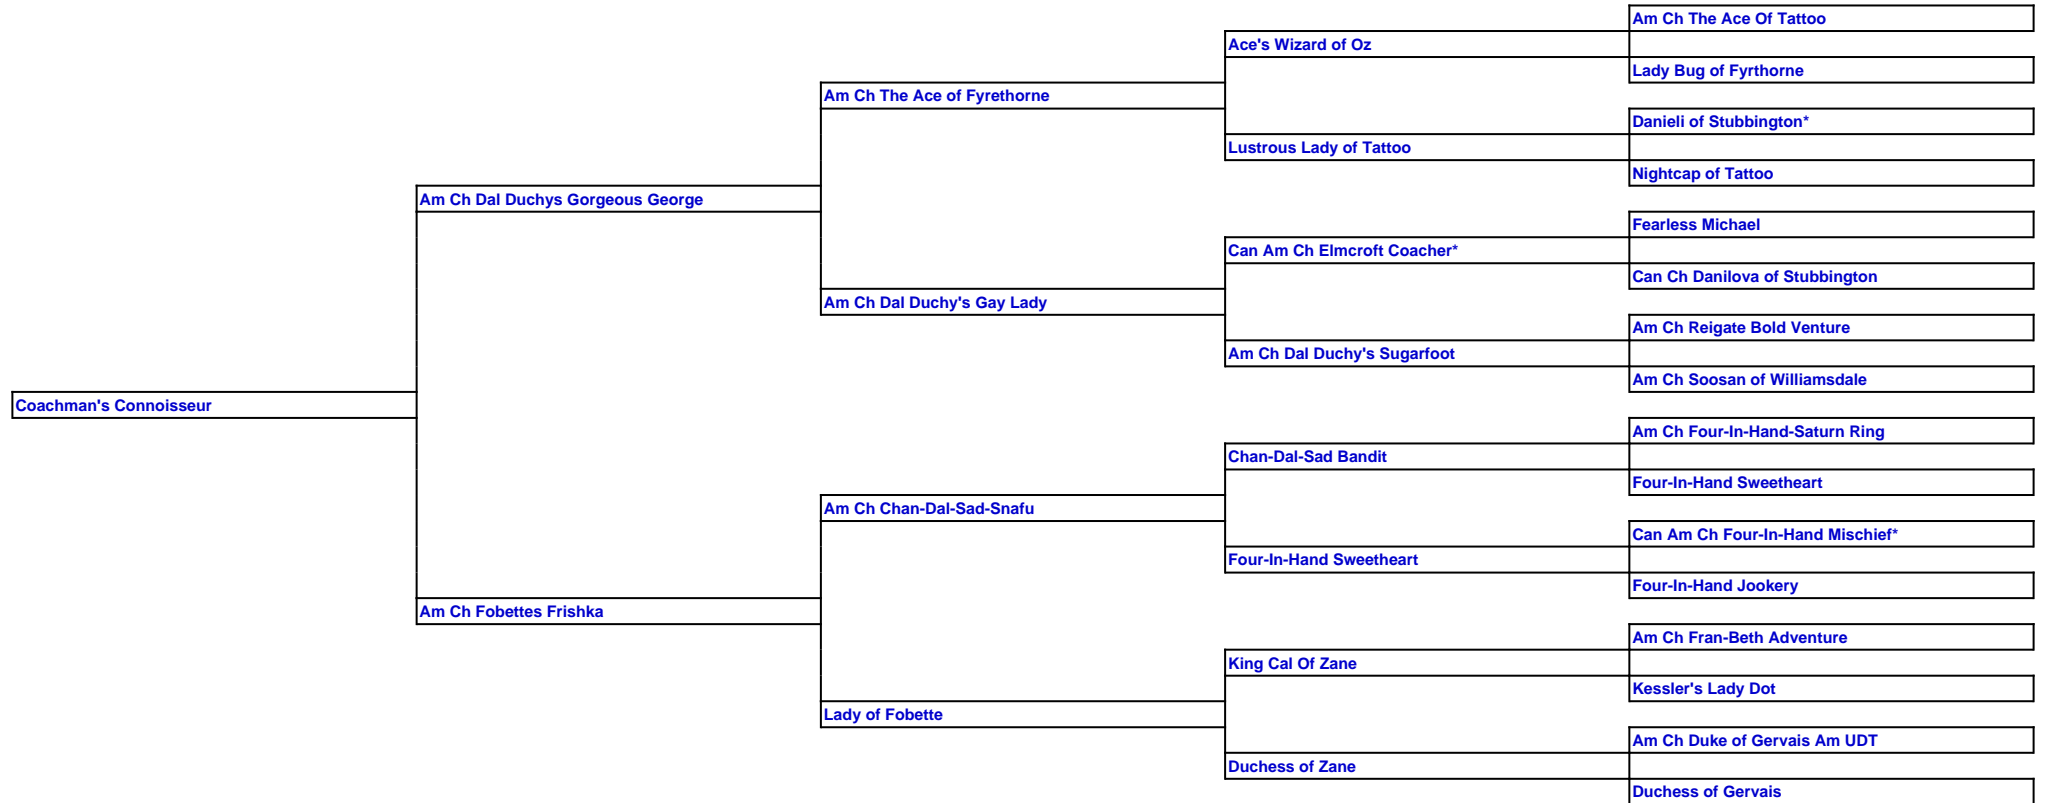 Am Ch The Ace Of Tattoo
Ace's Wizard of Oz
Lady Bug of Fyrthorne
Am Ch The Ace of Fyrethorne
Danieli of Stubbington*
Lustrous Lady of Tattoo
Nightcap of Tattoo
Am Ch Dal Duchys Gorgeous George
Fearless Michael
Can Am Ch Elmcroft Coacher*
Can Ch Danilova of Stubbington
Am Ch Dal Duchy's Gay Lady
Am Ch Reigate Bold Venture
Am Ch Dal Duchy's Sugarfoot
Am Ch Soosan of Williamsdale
Coachman's Connoisseur
Am Ch Four-In-Hand-Saturn Ring
Chan-Dal-Sad Bandit
Four-In-Hand Sweetheart
Am Ch Chan-Dal-Sad-Snafu
Can Am Ch Four-In-Hand Mischief*
Four-In-Hand Sweetheart
Four-In-Hand Jookery
Am Ch Fobettes Frishka
Am Ch Fran-Beth Adventure
King Cal Of Zane
Kessler's Lady Dot
Lady of Fobette
Am Ch Duke of Gervais Am UDT
Duchess of Zane
Duchess of Gervais